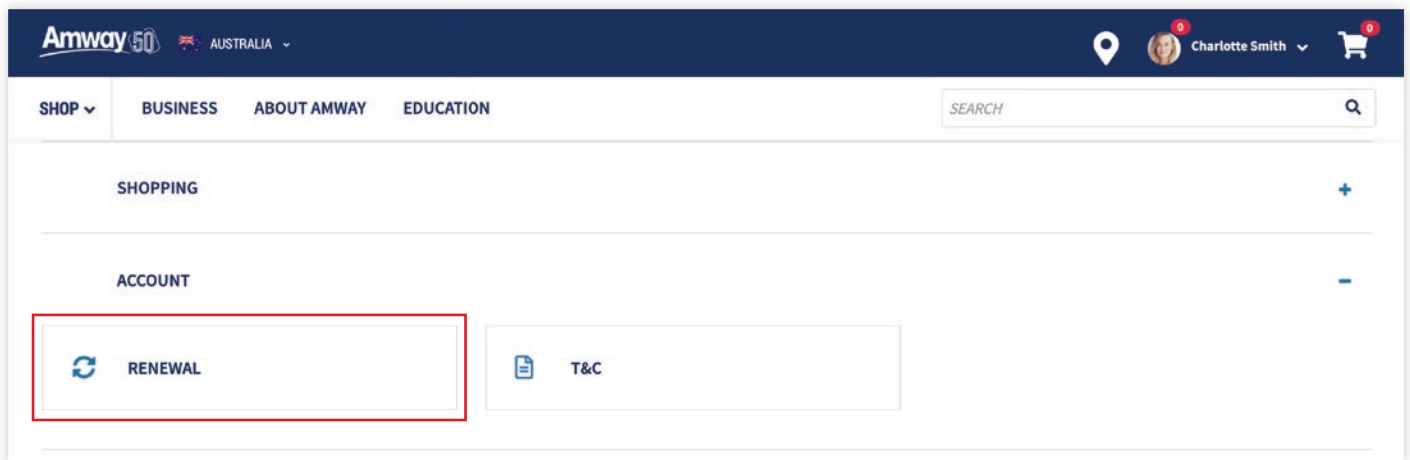 Amway 50 AUSTRALIA 0 Charlotte Smith 0
SHOP BUSINESS ABOUT AMWAY EDUCATION SEARCH
SHOPPING
ACCOUNT
RENEWAL T&C